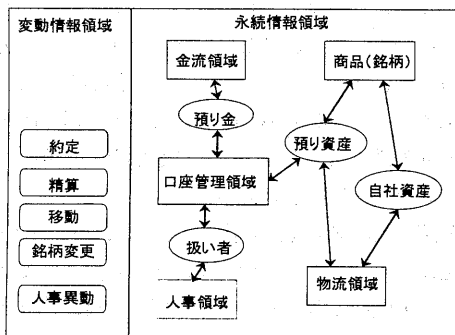 変動情報領域
永続情報領域
金流領域
商品(銘柄)
預り金
預り資産
約定
精算
口座管理領域
自社資産
移動
扱い者
銘柄変更
物流領域
人事異動
人事領域